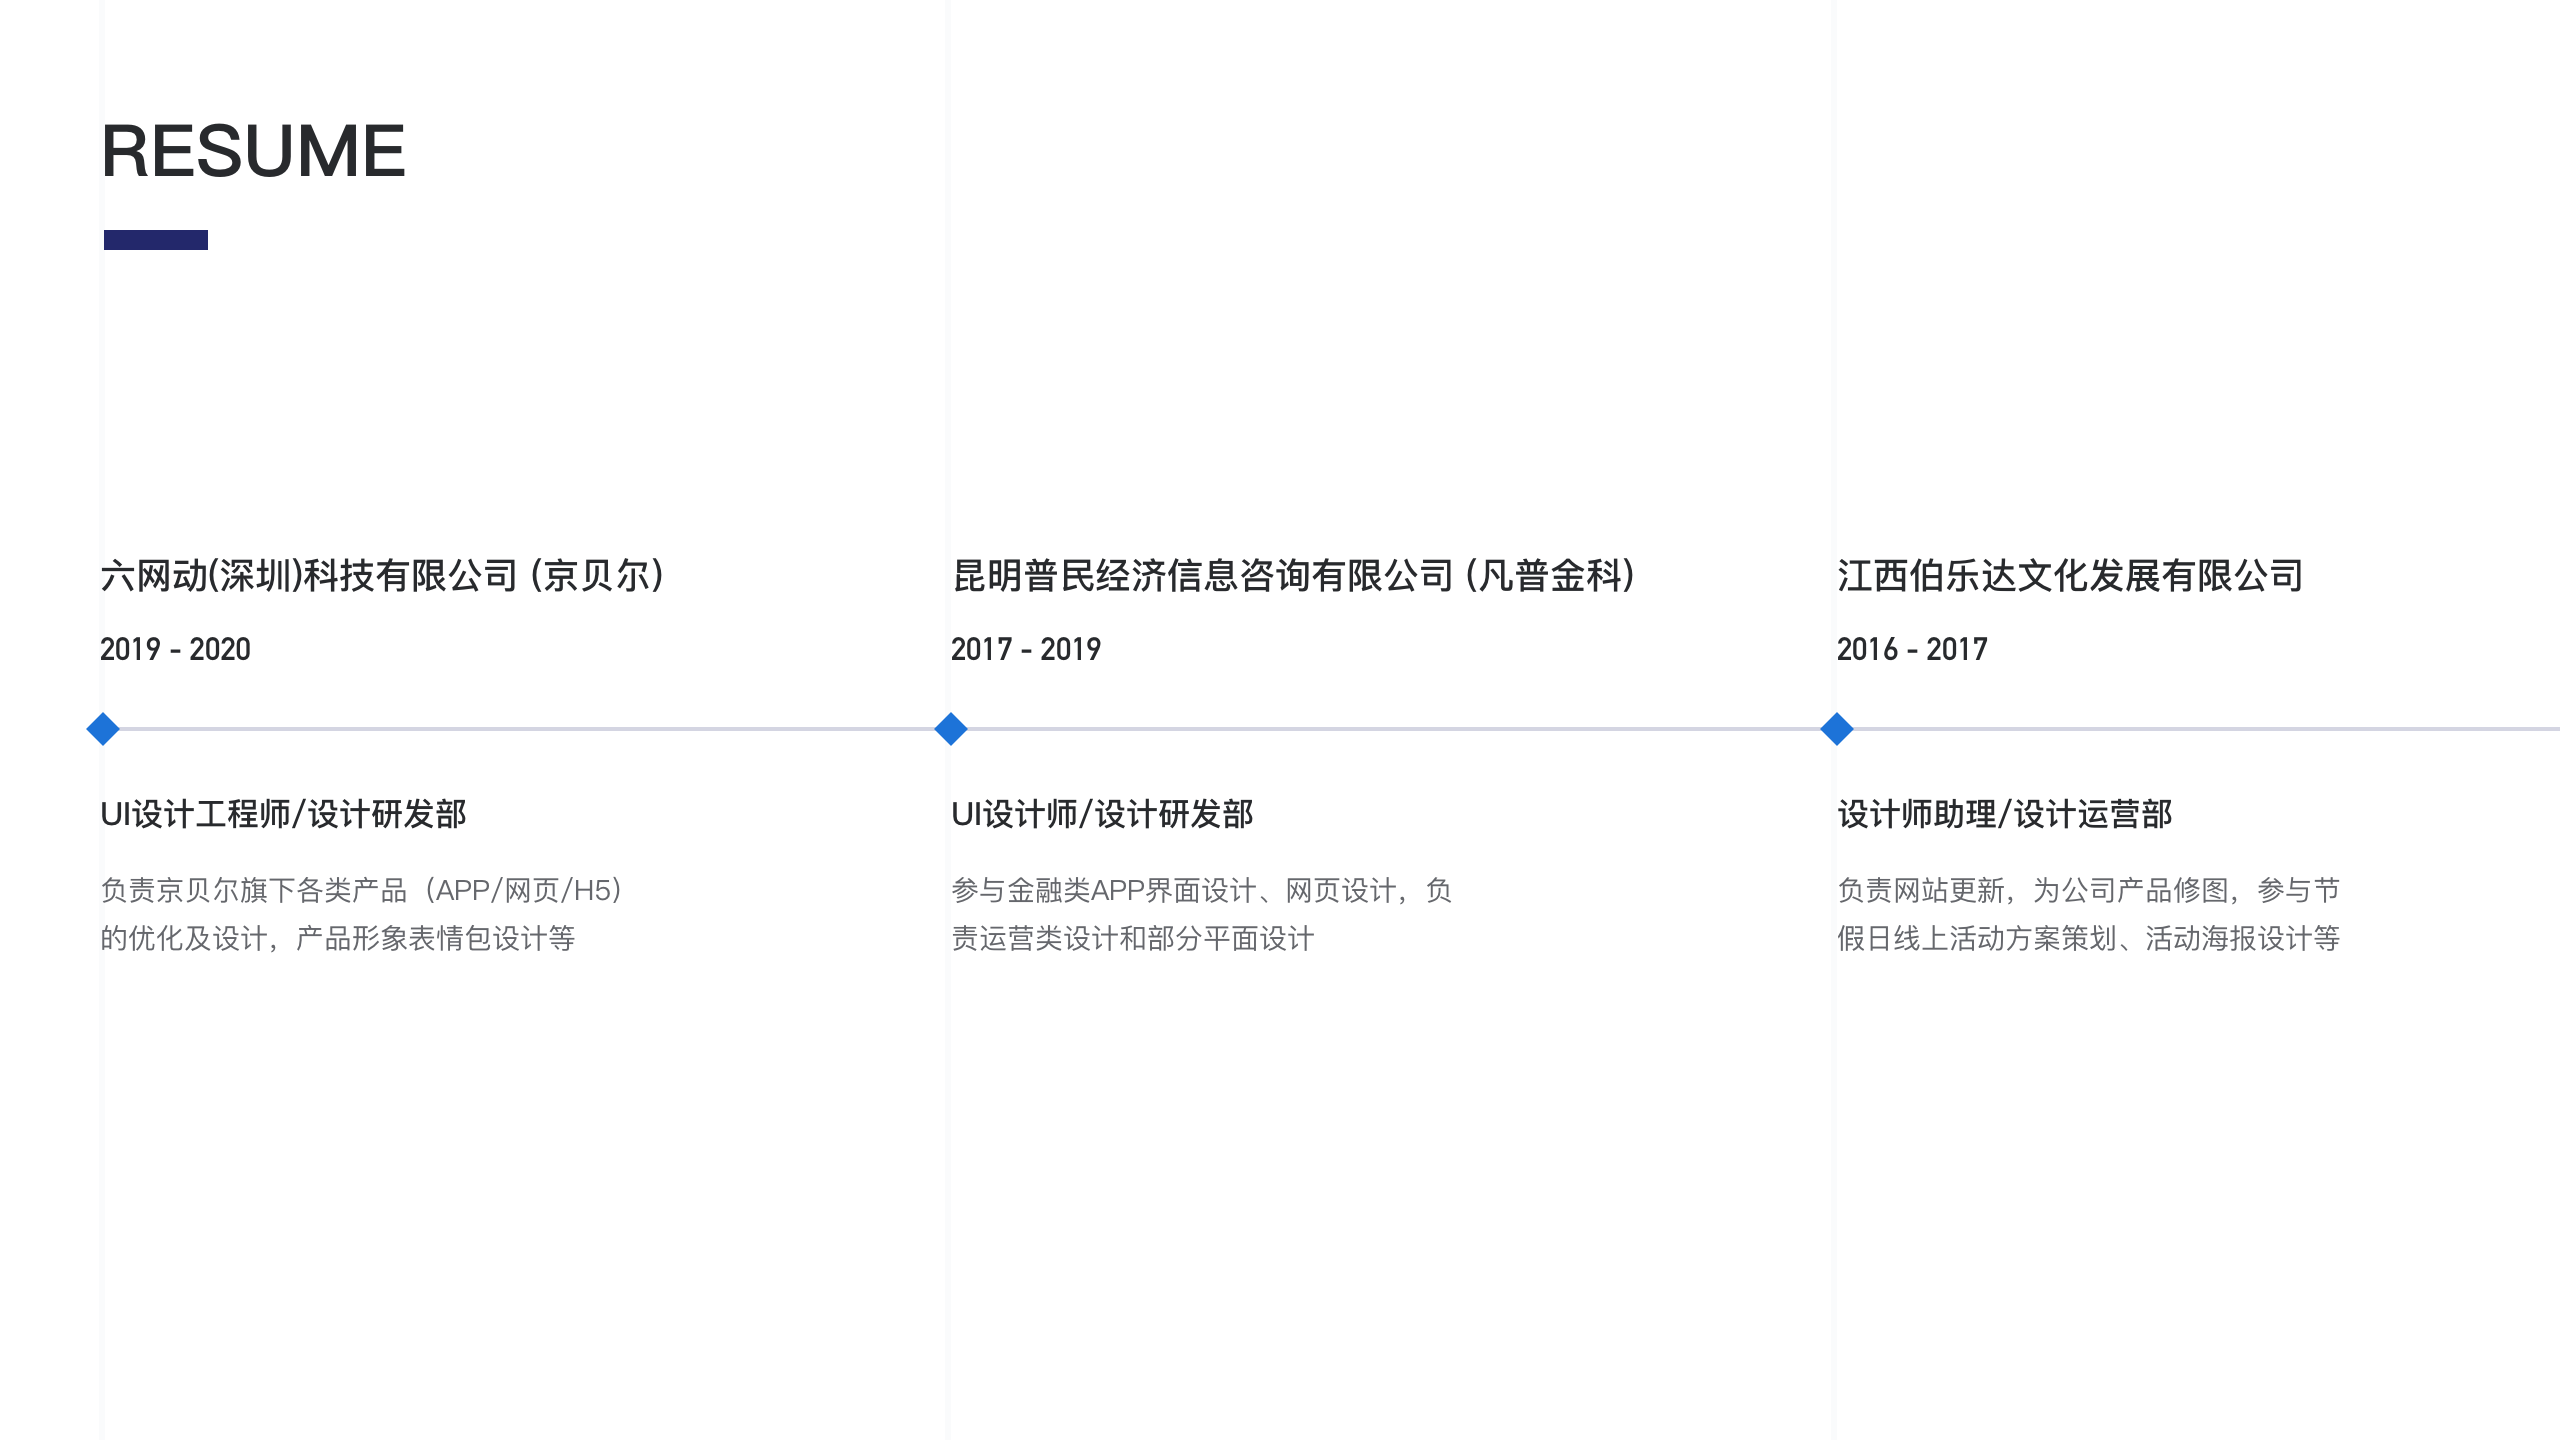 RESUME
六网动(深圳)科技有限公司 (京贝尔)
2019 - 2020
UI设计工程师/设计研发部
负责京贝尔旗下各类产品（APP/网页/H5）
的优化及设计，产品形象表情包设计等
昆明普民经济信息咨询有限公司 (凡普金科)
2017 - 2019
UI设计师/设计研发部
参与金融类APP界面设计、网页设计，负
责运营类设计和部分平面设计
江西伯乐达文化发展有限公司
2016 - 2017
设计师助理/设计运营部
负责网站更新，为公司产品修图，参与节
假日线上活动方案策划、活动海报设计等